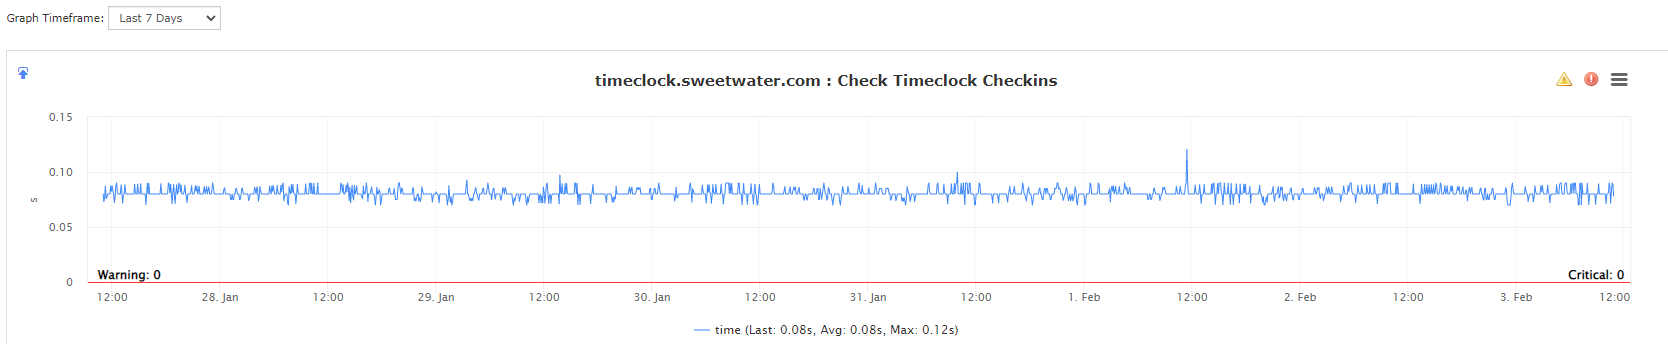 Graph Timeframe: Last 7 Days
timeclock.sweetwater.com : Check Timeclock Checkins
0.15
0.10
s
0.05
0
Warning: 0
Critical: 0
12:00 28. Jan 12:00 29. Jan 12:00 30. Jan 12:00 31. Jan 12:00 1. Feb 12:00 2. Feb 12:00 3. Feb 12:00
time (Last: 0.08s, Avg: 0.08s, Max: 0.12s)